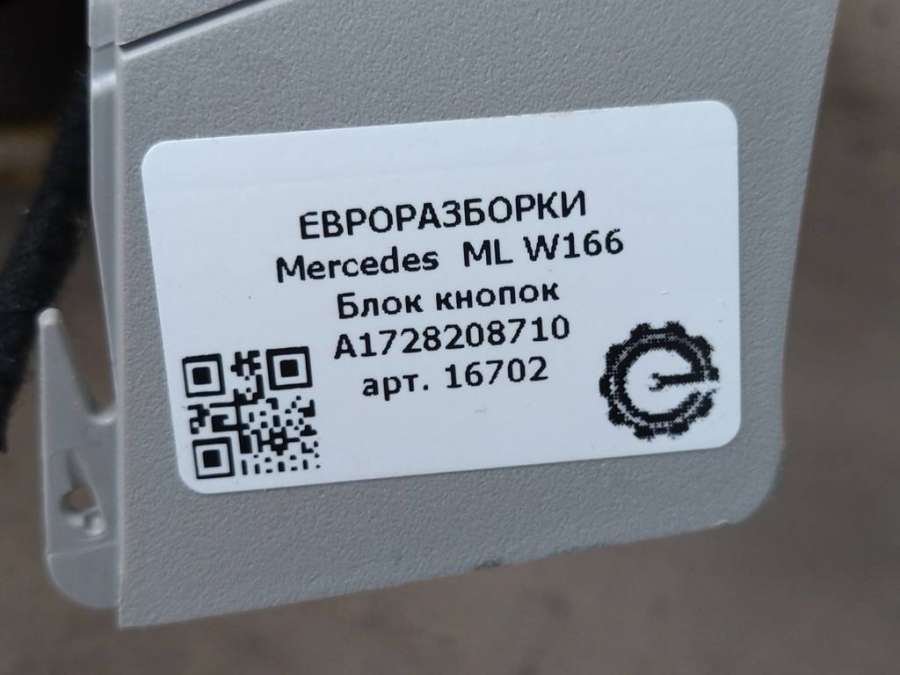 ЕВРОРАЗБОРКИ
Mercedes ML W166
Блок кнопок
A1728208710
арт. 16702